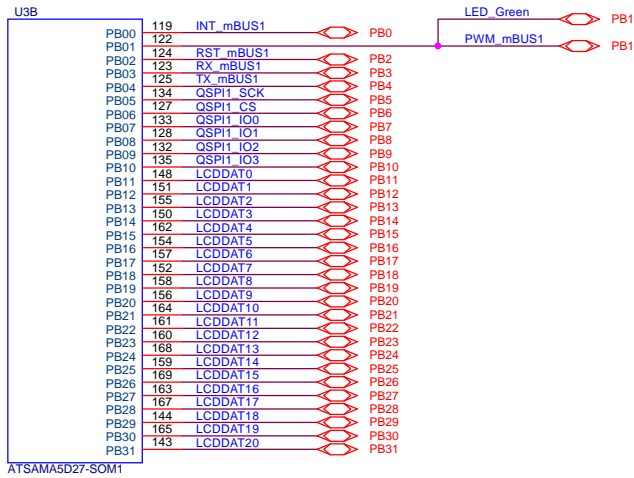 U3B
LED_Green PB1
PB00 119 INT_mBUS1 PB0
PB01 122 PWM_mBUS1 PB1
PB02 124 RST_mBUS1 PB2
PB03 123 RX_mBUS1 PB3
PB04 125 TX_mBUS1 PB4
PB05 134 QSPI1_SCK PB5
PB06 127 QSPI1_CS PB6
PB07 133 QSPI1_IO0 PB7
PB08 128 QSPI1_IO1 PB8
PB09 132 QSPI1_IO2 PB9
PB10 135 QSPI1_IO3 PB10
PB11 148 LCDDAT0 PB11
PB12 151 LCDDAT1 PB12
PB13 155 LCDDAT2 PB13
PB14 150 LCDDAT3 PB14
PB15 162 LCDDAT4 PB15
PB16 154 LCDDAT5 PB16
PB17 157 LCDDAT6 PB17
PB18 152 LCDDAT7 PB18
PB19 158 LCDDAT8 PB19
PB20 156 LCDDAT9 PB20
PB21 164 LCDDAT10 PB21
PB22 161 LCDDAT11 PB22
PB23 160 LCDDAT12 PB23
PB24 168 LCDDAT13 PB24
PB25 159 LCDDAT14 PB25
PB26 169 LCDDAT15 PB26
PB27 163 LCDDAT16 PB27
PB28 167 LCDDAT17 PB28
PB29 144 LCDDAT18 PB29
PB30 165 LCDDAT19 PB30
PB31 143 LCDDAT20 PB31
ATSAMA5D27-SOM1